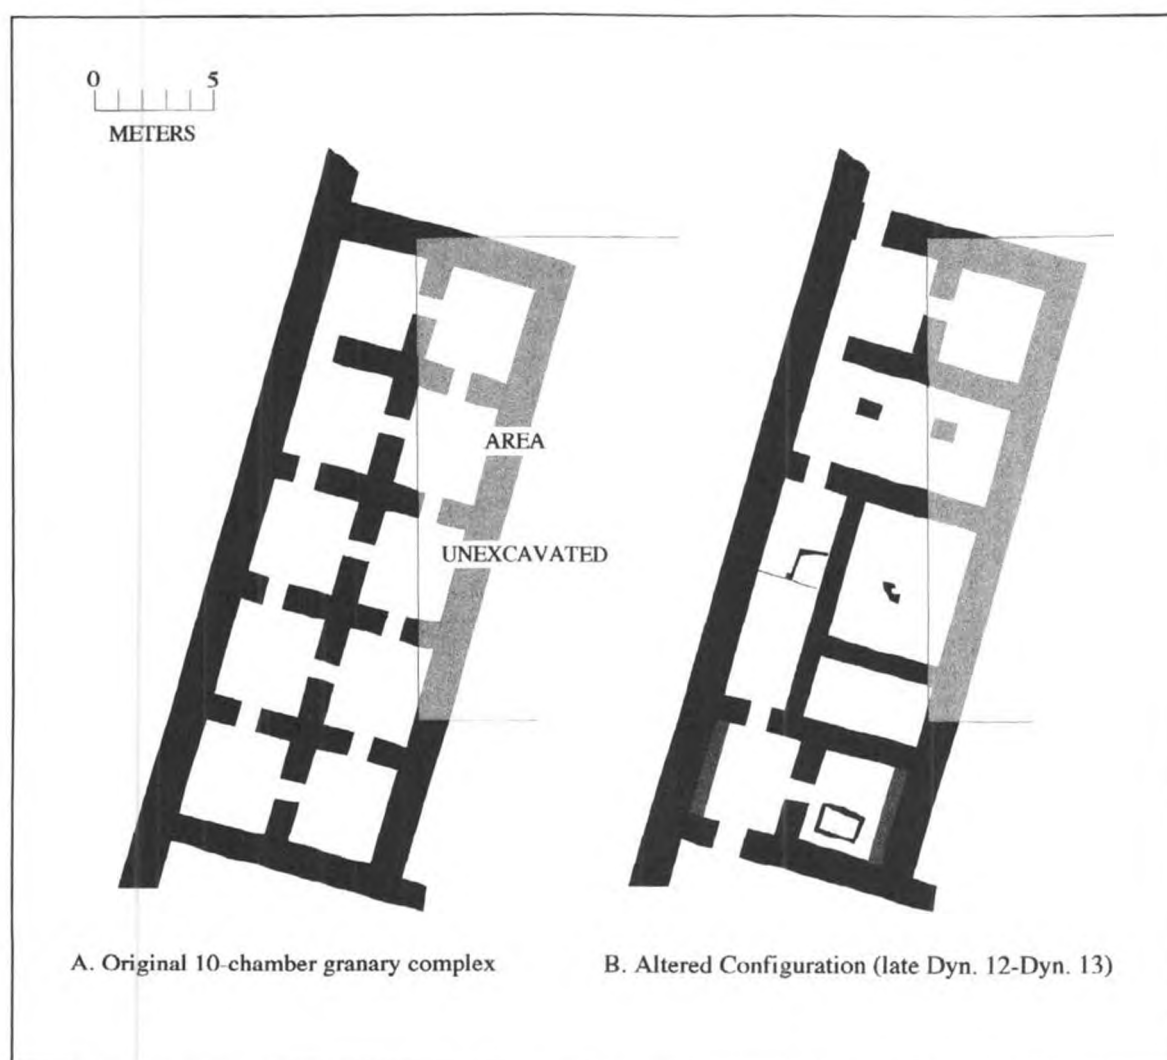 0 5
METERS
AREA
UNEXCAVATED
A. Original 10-chamber granary complex
B. Altered Configuration (late Dyn. 12-Dyn. 13)